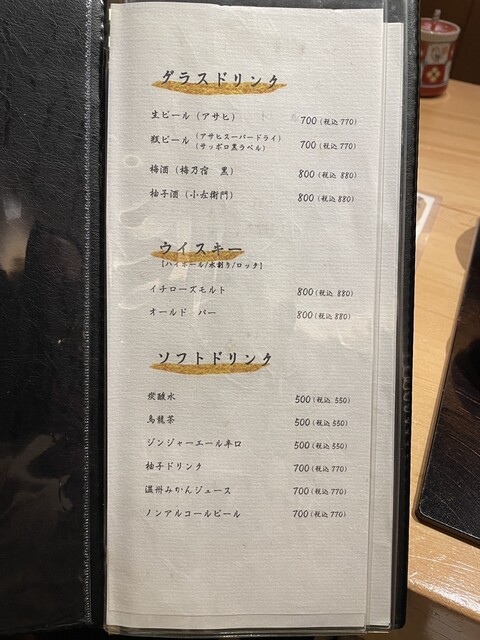 グラスドリンク
生ビール（アサヒ） 700（税込 770）
瓶ビール（アサヒスーパードライ）（サッポロ黒ラベル） 700（税込 770）
梅酒（梅乃宿　黒） 800（税込 880）
柚子酒（小左衛門） 800（税込 880）
ウイスキー
【ハイボール/水割り/ロック】
イチローズモルト 800（税込 880）
オールド　パー 800（税込 880）
ソフトドリンク
炭酸水 500（税込 550）
烏龍茶 500（税込 550）
ジンジャーエール辛口 500（税込 550）
柚子ドリンク 700（税込 770）
温州みかんジュース 700（税込 770）
ノンアルコールビール 700（税込 770）